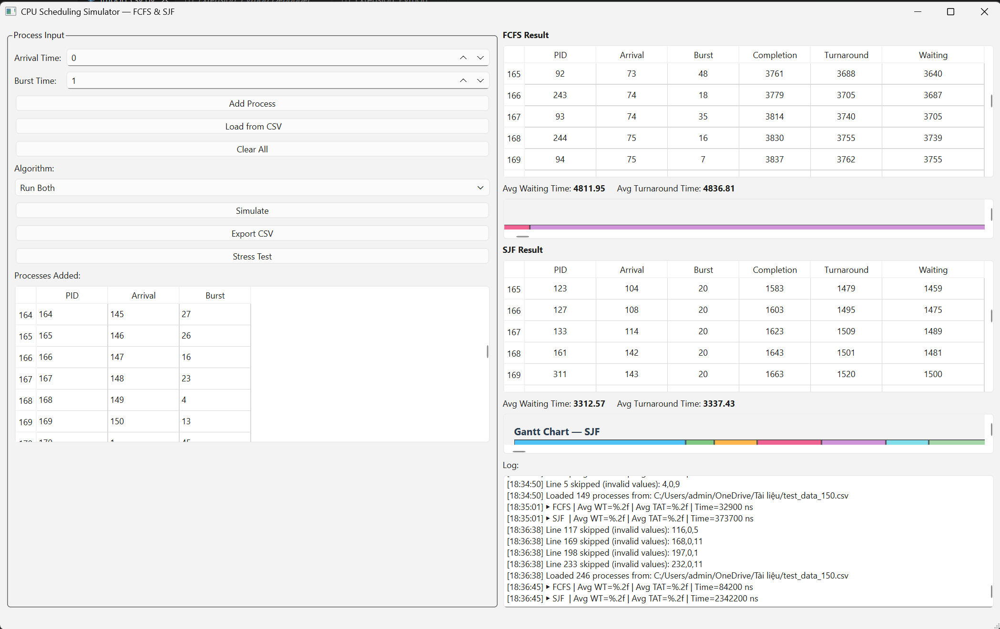 CPU Scheduling Simulator — FCFS & SJF
Process Input
Arrival Time: 0
Burst Time: 1
Add Process
Load from CSV
Clear All
Algorithm:
Run Both
Simulate
Export CSV
Stress Test
Processes Added:
PID Arrival Burst
164 164 145 27
165 165 146 26
166 166 147 16
167 167 148 23
168 168 149 4
169 169 150 13
170 170 1 45
FCFS Result
PID Arrival Burst Completion Turnaround Waiting
165 92 73 48 3761 3688 3640
166 243 74 18 3779 3705 3687
167 93 74 35 3814 3740 3705
168 244 75 16 3830 3755 3739
169 94 75 7 3837 3762 3755
Avg Waiting Time: 4811.95 Avg Turnaround Time: 4836.81
SJF Result
PID Arrival Burst Completion Turnaround Waiting
165 123 104 20 1583 1479 1459
166 127 108 20 1603 1495 1475
167 133 114 20 1623 1509 1489
168 161 142 20 1643 1501 1481
169 311 143 20 1663 1520 1500
Avg Waiting Time: 3312.57 Avg Turnaround Time: 3337.43
Gantt Chart — SJF
Log:
[18:34:50] Line 5 skipped (invalid values): 4,0,9
[18:34:50] Loaded 149 processes from: C:/Users/admin/OneDrive/Tài liệu/test_data_150.csv
[18:35:01] ▸ FCFS | Avg WT=%.2f | Avg TAT=%.2f | Time=32900 ns
[18:35:01] ▸ SJF | Avg WT=%.2f | Avg TAT=%.2f | Time=373700 ns
[18:36:38] Line 117 skipped (invalid values): 116,0,5
[18:36:38] Line 169 skipped (invalid values): 168,0,11
[18:36:38] Line 198 skipped (invalid values): 197,0,1
[18:36:38] Line 233 skipped (invalid values): 232,0,11
[18:36:38] Loaded 246 processes from: C:/Users/admin/OneDrive/Tài liệu/test_data_150.csv
[18:36:45] ▸ FCFS | Avg WT=%.2f | Avg TAT=%.2f | Time=84200 ns
[18:36:45] ▸ SJF | Avg WT=%.2f | Avg TAT=%.2f | Time=2342200 ns